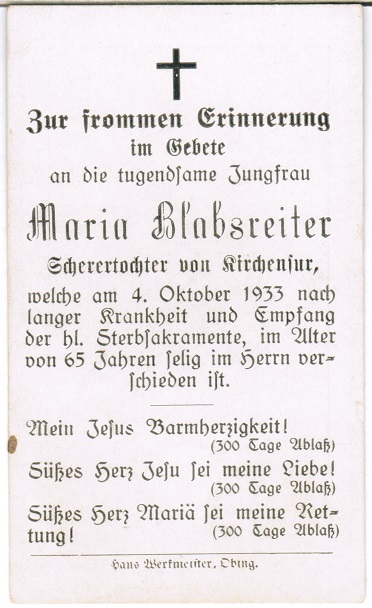 Zur frommen Erinnerung
im Gebete
an die tugendsame Jungfrau
Maria Blabsreiter
Scherertochter von Kirchensur,
welche am 4. Oktober 1933 nach
langer Krankheit und Empfang
der hl. Sterbsakramente, im Alter
von 65 Jahren selig im Herrn ver-
schieden ist.
Mein Jesus Barmherzigkeit!
(300 Tage Ablaß)
Süßes Herz Jesu sei meine Liebe!
(300 Tage Ablaß)
Süßes Herz Mariä sei meine Ret-
tung! (300 Tage Ablaß)
Hans Werkmeister, Obing.